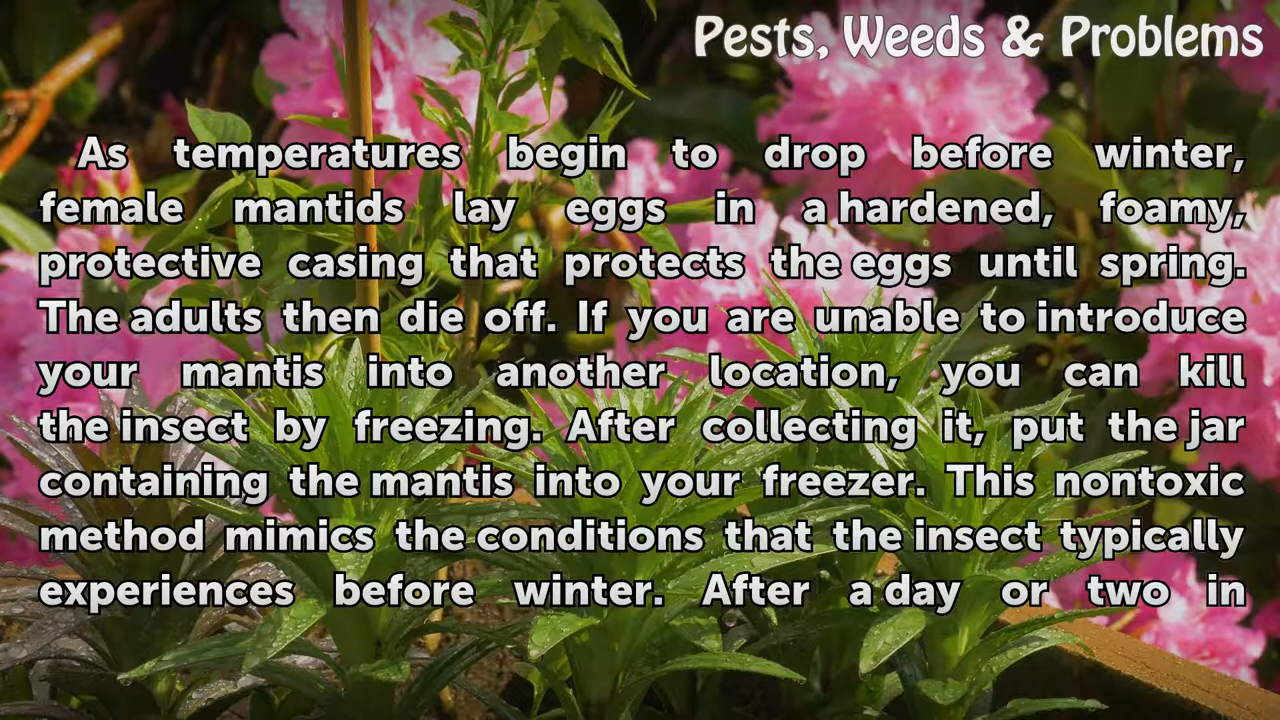 Pests, Weeds & Problems
As temperatures begin to drop before winter,
female mantids lay eggs in a hardened, foamy,
protective casing that protects the eggs until spring.
The adults then die off. If you are unable to introduce
your mantis into another location, you can kill
the insect by freezing. After collecting it, put the jar
containing the mantis into your freezer. This nontoxic
method mimics the conditions that the insect typically
experiences before winter. After a day or two in